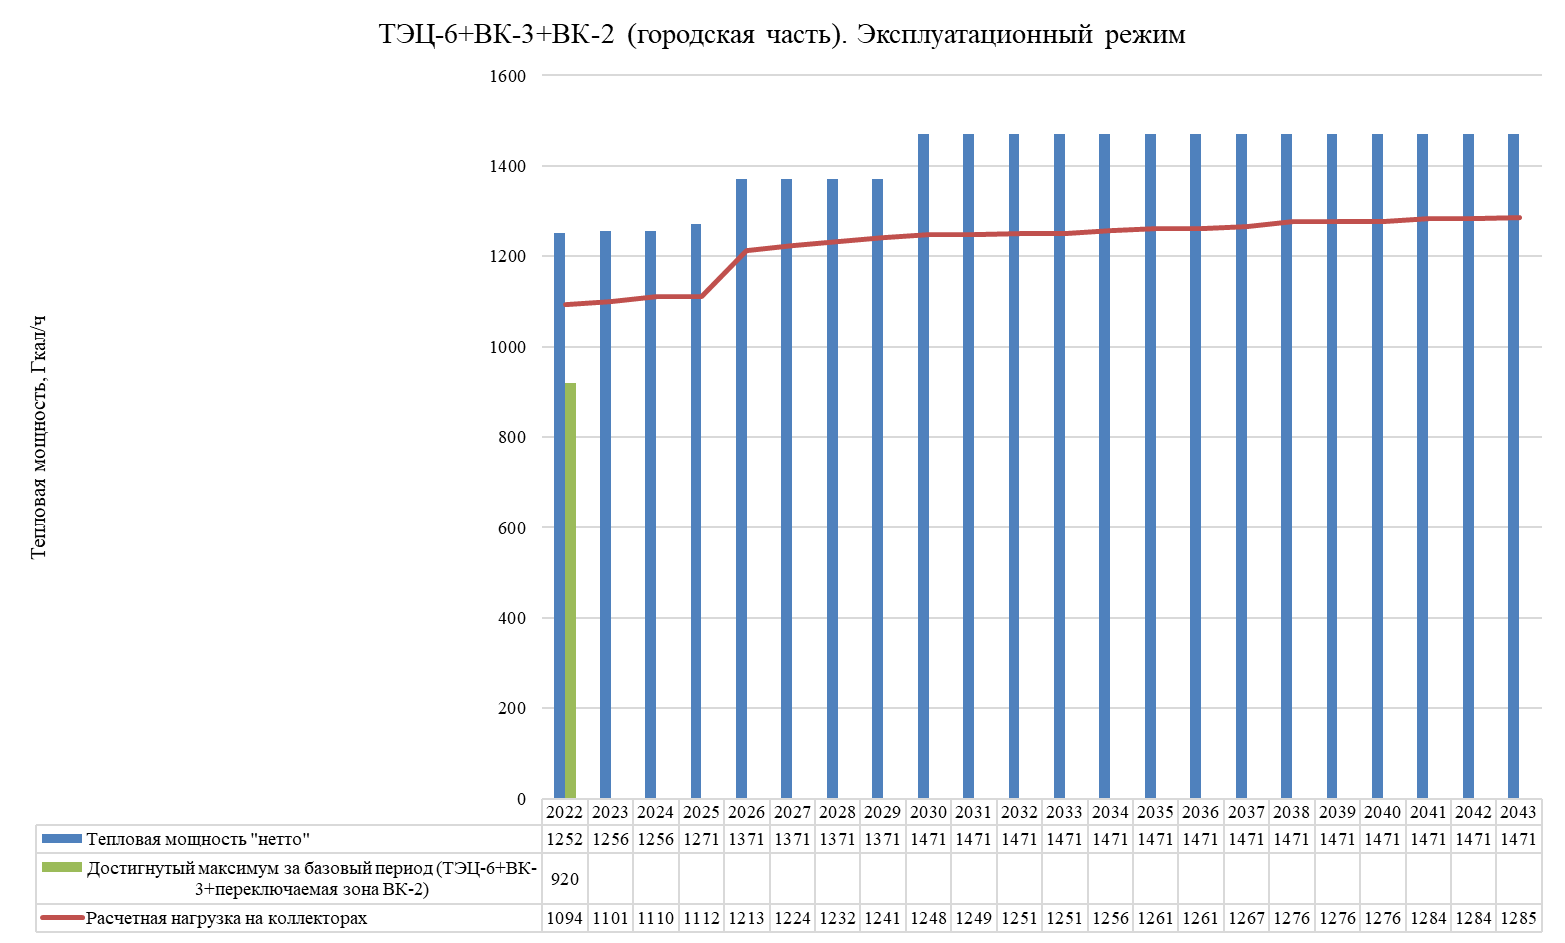 ТЭЦ-6+ВК-3+ВК-2 (городская часть). Эксплуатационный режим
Тепловая мощность, Гкал/ч
1600
1400
1200
1000
800
600
400
200
0
2022 2023 2024 2025 2026 2027 2028 2029 2030 2031 2032 2033 2034 2035 2036 2037 2038 2039 2040 2041 2042 2043
Тепловая мощность "нетто" 1252 1256 1256 1271 1371 1371 1371 1371 1471 1471 1471 1471 1471 1471 1471 1471 1471 1471 1471 1471 1471 1471
Достигнутый максимум за базовый период (ТЭЦ-6+ВК-
3+переключаемая зона ВК-2) 920
Расчетная нагрузка на коллекторах 1094 1101 1110 1112 1213 1224 1232 1241 1248 1249 1251 1251 1256 1261 1261 1267 1276 1276 1276 1284 1284 1285